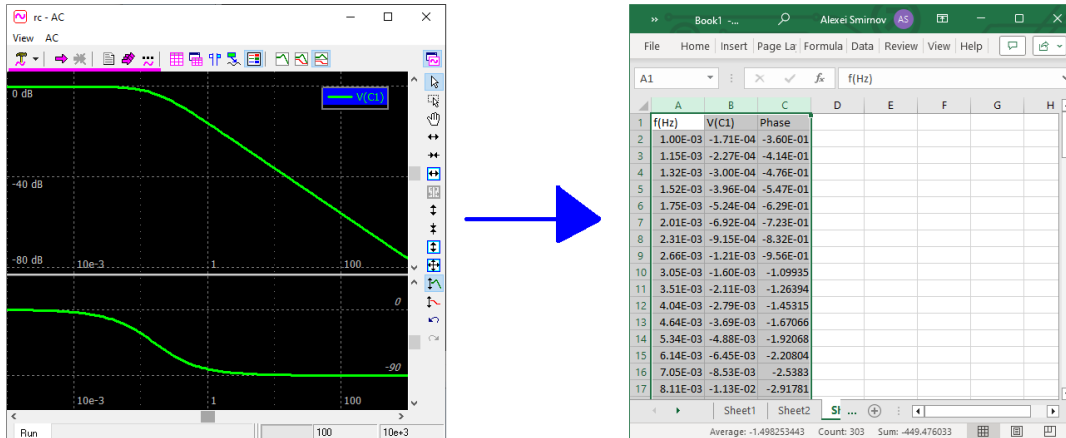 rc - AC
View AC
0 dB
V(C1)
-40 dB
-80 dB
10e-3
1
100
0
-90
10e-3
1
100
Run
100
10e+3
Book1 -...
Alexei Smirnov
AS
File Home Insert Page La Formula Data Review View Help
A1
fx
f(Hz)
A B C D E F G H
1 f(Hz) V(C1) Phase
2 1.00E-03 -1.71E-04 -3.60E-01
3 1.15E-03 -2.27E-04 -4.14E-01
4 1.32E-03 -3.00E-04 -4.76E-01
5 1.52E-03 -3.96E-04 -5.47E-01
6 1.75E-03 -5.24E-04 -6.29E-01
7 2.01E-03 -6.92E-04 -7.23E-01
8 2.31E-03 -9.15E-04 -8.32E-01
9 2.66E-03 -1.21E-03 -9.56E-01
10 3.05E-03 -1.60E-03 -1.09935
11 3.51E-03 -2.11E-03 -1.26394
12 4.04E-03 -2.79E-03 -1.45315
13 4.64E-03 -3.69E-03 -1.67066
14 5.34E-03 -4.88E-03 -1.92068
15 6.14E-03 -6.45E-03 -2.20804
16 7.05E-03 -8.53E-03 -2.5383
17 8.11E-03 -1.13E-02 -2.91781
Sheet1 Sheet2 Sl ...
Average: -1.498253443 Count: 303 Sum: -449.476033